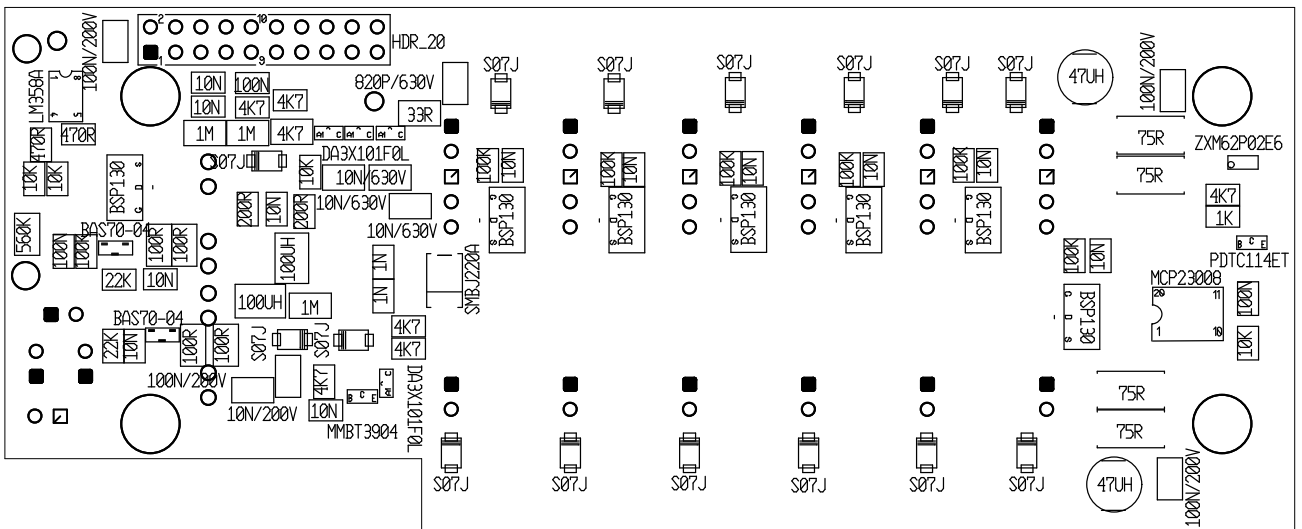 2
10
1
9
HDR_20
100N/200V
LM358A
1
8
4
5
10N
100N
10N
4K7
4K7
1M
1M
4K7
820P/630V
33R
A1 ^ C
A1 ^ C
A1 ^ C
DA3X101F0L
S07J
S07J
S07J
S07J
S07J
S07J
S07J
47UH
100N/200V
75R
75R
ZXM62P02E6
470R
470R
10K
10K
BSP130
S
G
10K
10N/630V
10N/630V
10N/630V
200R
10N
200R
100K
10N
100K
10N
100K
10N
100K
10N
100K
10N
G
D
S
BSP130
G
D
S
BSP130
G
D
S
BSP130
G
D
S
BSP130
G
D
S
BSP130
4K7
1K
B C E
PDTC114ET
560K
BAS70-04
100N
100K
100R
100R
22K
10N
100UH
100UH
1M
1N
1N
SMBJ220A
100K
10N
G
D
S
BSP130
MCP23008
20
11
1
10
100N
10K
BAS70-04
22K
10N
100R
100R
S07J
S07J
4K7
4K7
100N/200V
10N/200V
4K7
10N
B C E
MMBT3904
A1 ^ C
DA3X101F0L
75R
75R
S07J
S07J
S07J
S07J
S07J
S07J
47UH
100N/200V